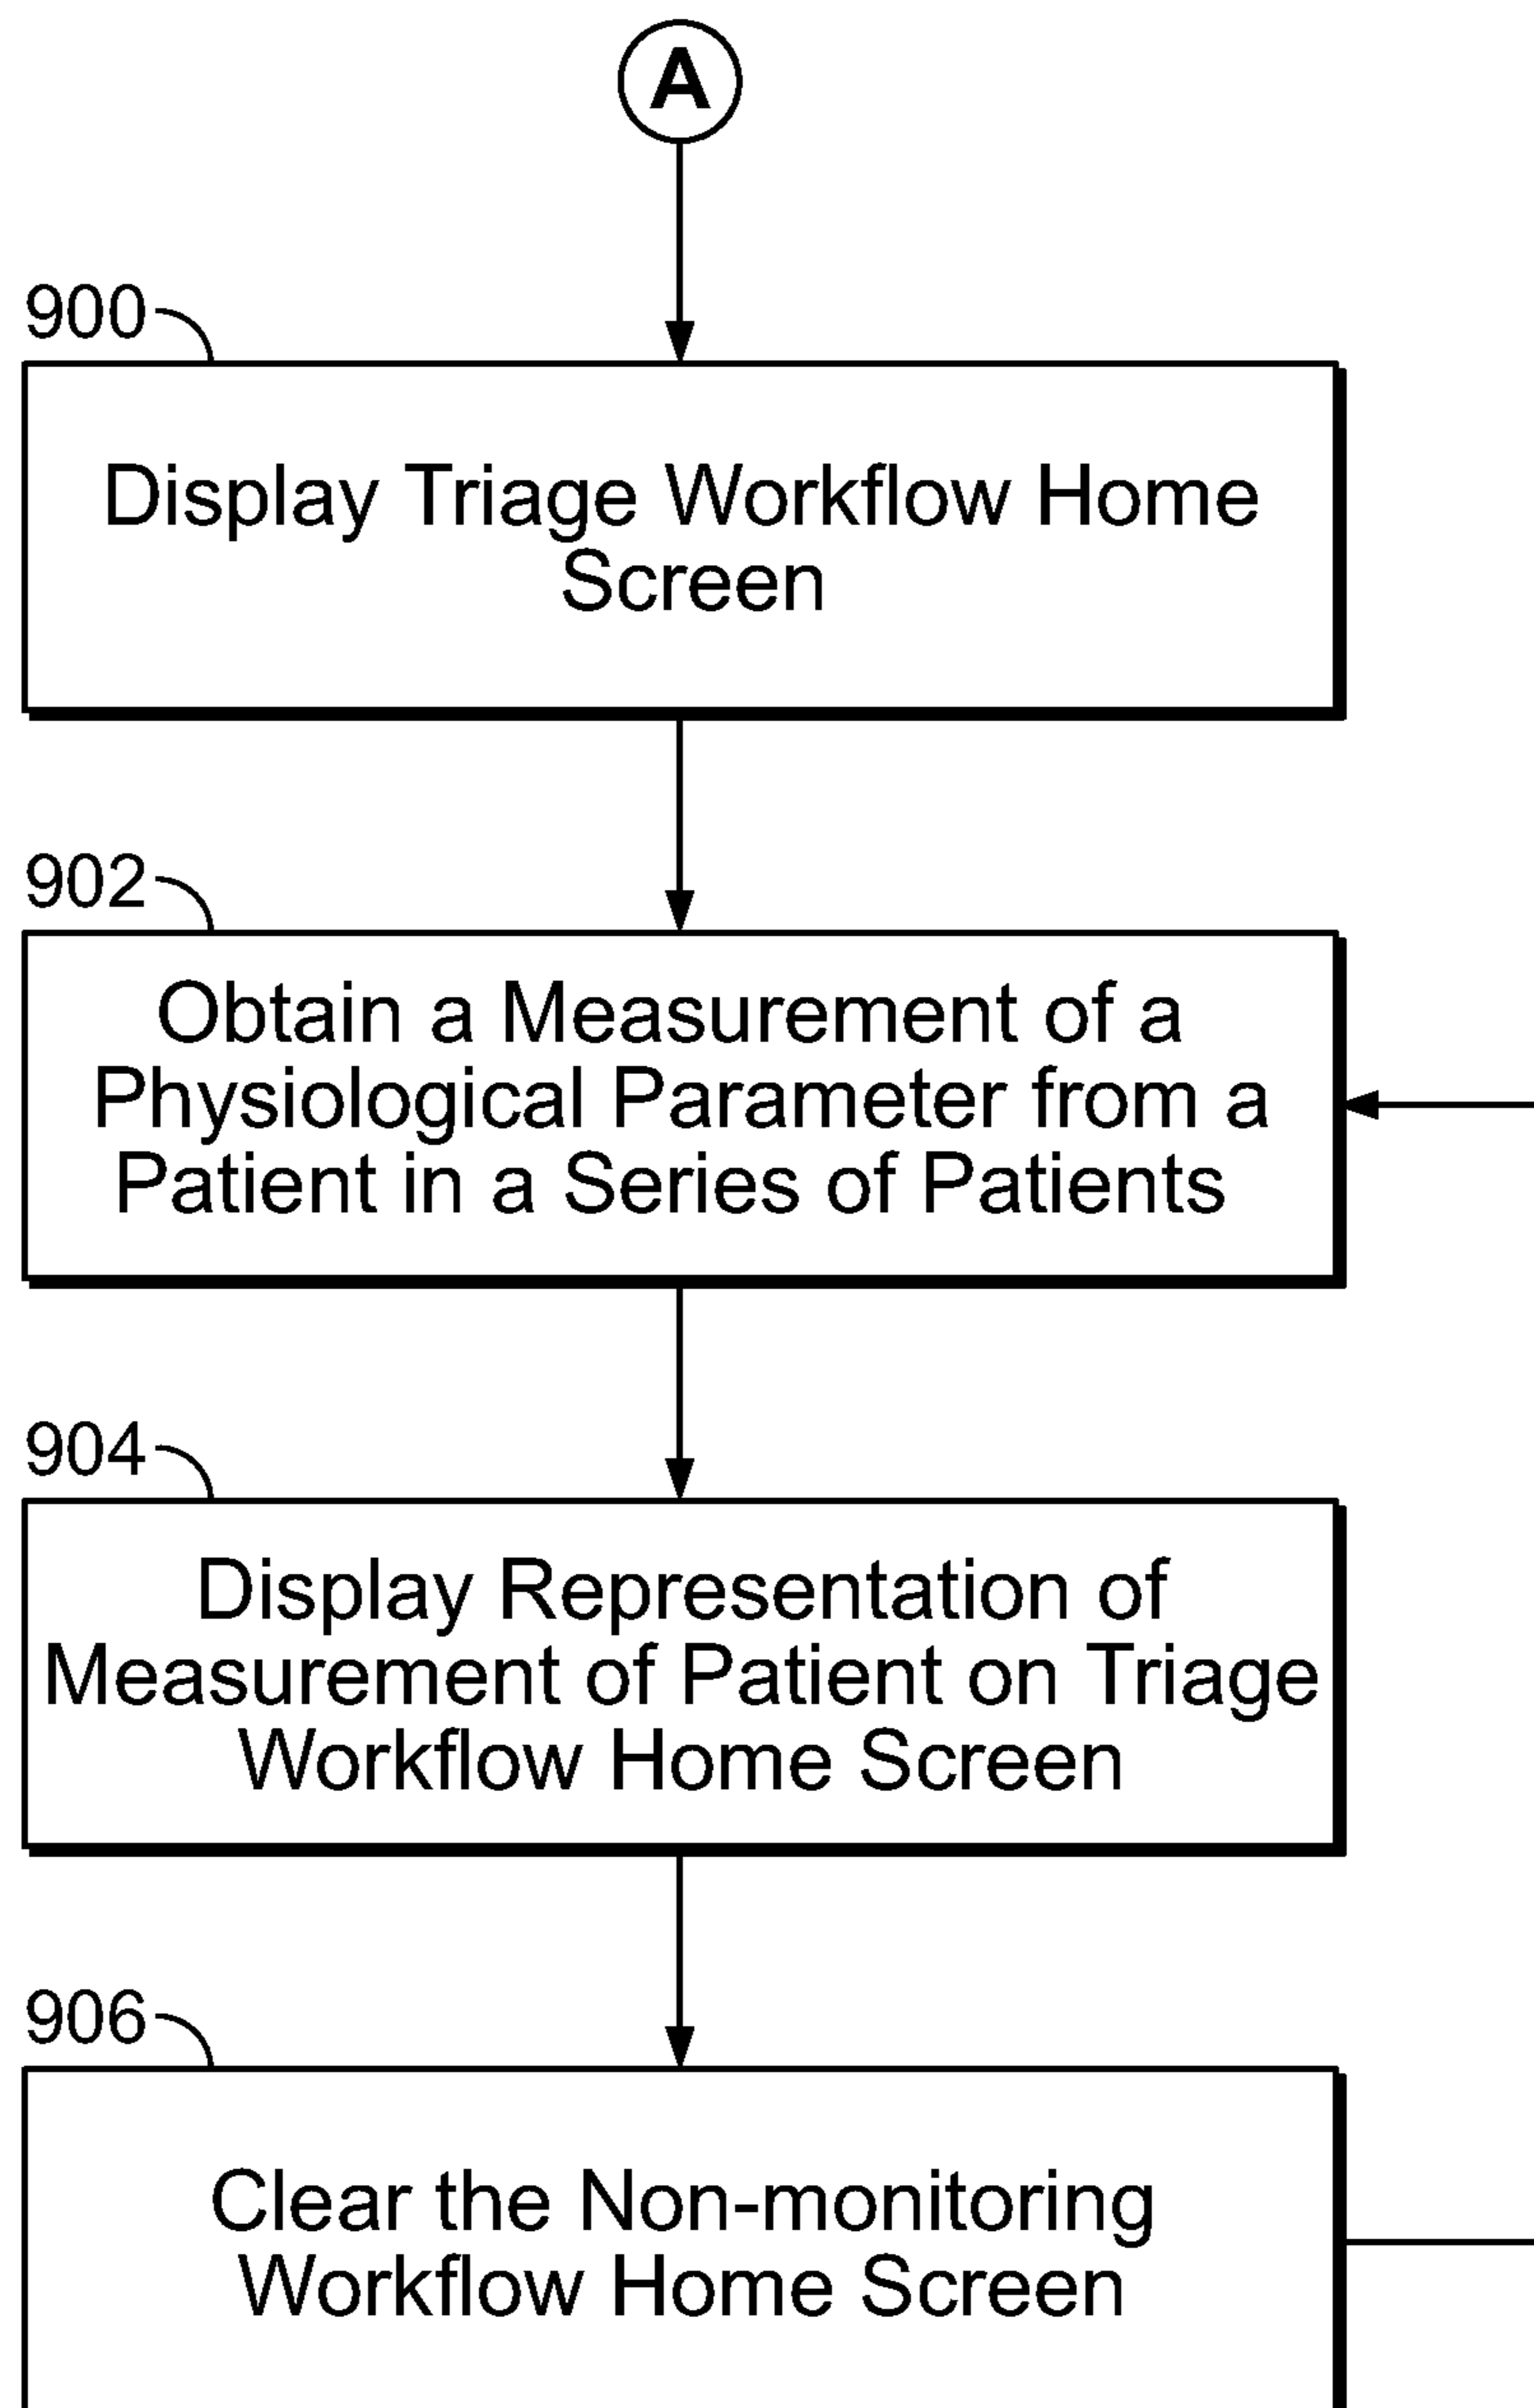 A
900
Display Triage Workflow Home
Screen
902
Obtain a Measurement of a
Physiological Parameter from a
Patient in a Series of Patients
904
Display Representation of
Measurement of Patient on Triage
Workflow Home Screen
906
Clear the Non-monitoring
Workflow Home Screen